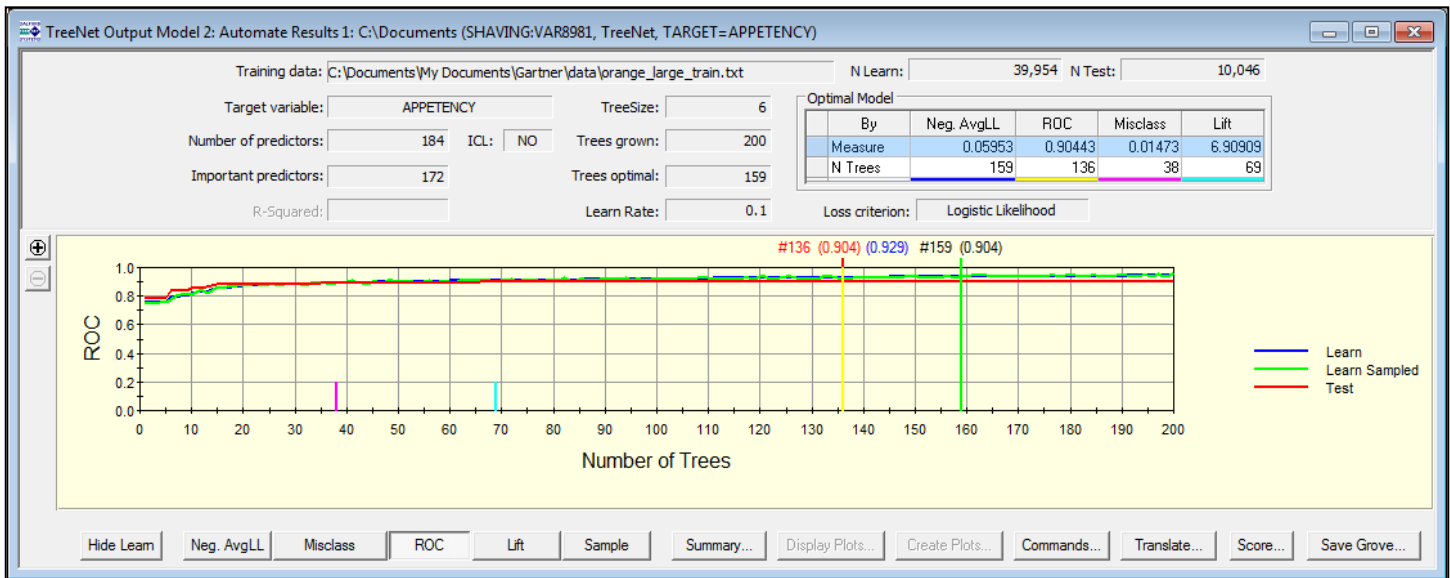 TreeNet Output Model 2: Automate Results 1: C:\Documents (SHAVING:VAR8981, TreeNet, TARGET=APPETENCY)
Training data: C:\Documents\My Documents\Gartner\data\orange_large_train.txt N Learn: 39,954 N Test: 10,046
Target variable: APPETENCY TreeSize: 6
Number of predictors: 184 ICL: NO Trees grown: 200
Important predictors: 172 Trees optimal: 159
R-Squared: Learn Rate: 0.1 Loss criterion: Logistic Likelihood
Optimal Model
By Neg. AvgLL ROC Misclass Lift
Measure 0.05953 0.90443 0.01473 6.90909
N Trees 159 136 38 69
#136 (0.904) (0.929) #159 (0.904)
ROC
1.0
0.8
0.6
0.4
0.2
0.0
0 10 20 30 40 50 60 70 80 90 100 110 120 130 140 150 160 170 180 190 200
Number of Trees
Learn
Learn Sampled
Test
Hide Learn Neg. AvgLL Misclass ROC Lift Sample Summary... Display Plots... Create Plots... Commands... Translate... Score... Save Grove...